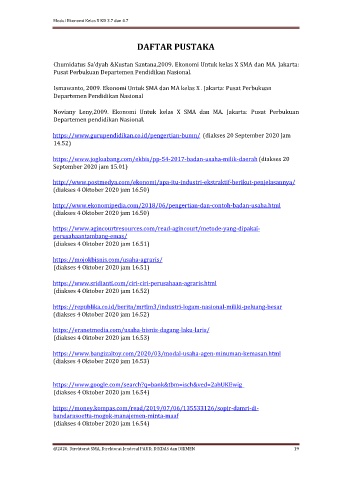 Modul Ekonomi Kelas X KD 3.7 dan 4.7
DAFTAR PUSTAKA
Chumidatus Sa'dyah &Kustan Santana,2009. Ekonomi Untuk kelas X SMA dan MA. Jakarta:
Pusat Perbukuan Departemen Pendidikan Nasional.
Ismawanto, 2009. Ekonomi Untuk SMA dan MA kelas X . Jakarta: Pusat Perbukuan
Departemen Pendidikan Nasional
Noviany Leny,2009. Ekonomi Untuk kelas X SMA dan MA. Jakarta: Pusat Perbukuan
Departemen pendidikan Nasional.
https://www.gurupendidikan.co.id/pengertian-bumn/ (diakses 20 September 2020 jam
14.52)
https://www.jogloabang.com/ekbis/pp-54-2017-badan-usaha-milik-daerah (diakses 20
September 2020 jam 15.01)
http://www.postmedya.com/ekonomi/apa-itu-industri-ekstraktif-berikut-penjelasannya/
(diakses 4 Oktober 2020 jam 16.50)
http://www.ekonomipedia.com/2018/06/pengertian-dan-contoh-badan-usaha.html
(diakses 4 Oktober 2020 jam 16.50)
https://www.agincourtresources.com/read-agincourt/metode-yang-dipakai-
perusahaantambang-emas/
(diakses 4 Oktober 2020 jam 16.51)
https://mojokbisnis.com/usaha-agraris/
(diakses 4 Oktober 2020 jam 16.51)
https://www.sridianti.com/ciri-ciri-perusahaan-agraris.html
(diakses 4 Oktober 2020 jam 16.52)
https://republika.co.id/berita/mrtlm3/industri-logam-nasional-miliki-peluang-besar
(diakses 4 Oktober 2020 jam 16.52)
https://eranetmedia.com/usaha-bisnis-dagang-laku-laris/
(diakses 4 Oktober 2020 jam 16.53)
https://www.bangizaltoy.com/2020/03/modal-usaha-agen-minuman-kemasan.html
(diakses 4 Oktober 2020 jam 16.53)
https://www.google.com/search?q=bank&tbm=isch&ved=2ahUKEwig
(diakses 4 Oktober 2020 jam 16.54)
https://money.kompas.com/read/2019/07/06/135533126/sopir-damri-di-
bandarasoetta-mogok-manajemen-minta-maaf
(diakses 4 Oktober 2020 jam 16.54)
@2020, Direktorat SMA, Direktorat Jenderal PAUD, DIKDAS dan DIKMEN 19